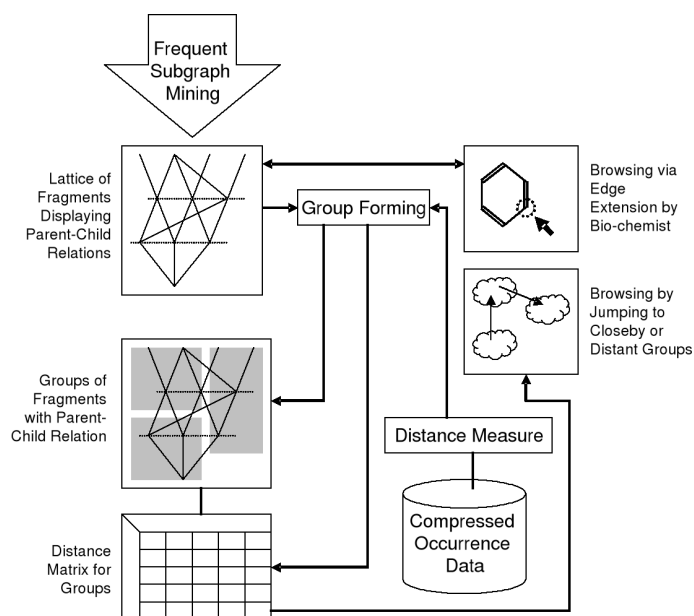 Frequent
Subgraph
Mining
Lattice of
Fragments
Displaying
Parent-Child
Relations
Group Forming
Browsing via
Edge
Extension by
Bio-chemist
Browsing by
Jumping to
Closeby or
Distant Groups
Groups of
Fragments
with Parent-
Child Relation
Distance Measure
Compressed
Occurrence
Data
Distance
Matrix for
Groups